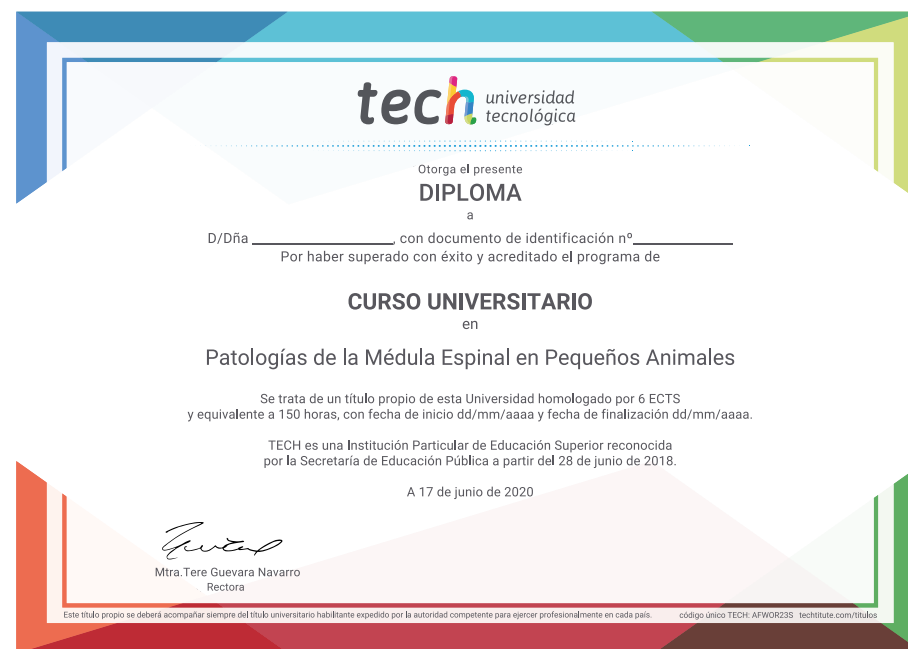 tech universidad
tecnológica
Otorga el presente
DIPLOMA
a
D/Dña ____________________, con documento de identificación nº______________
Por haber superado con éxito y acreditado el programa de
CURSO UNIVERSITARIO
en
Patologías de la Médula Espinal en Pequeños Animales
Se trata de un título propio de esta Universidad homologado por 6 ECTS
y equivalente a 150 horas, con fecha de inicio dd/mm/aaaa y fecha de finalización dd/mm/aaaa.
TECH es una Institución Particular de Educación Superior reconocida
por la Secretaría de Educación Pública a partir del 28 de junio de 2018.
A 17 de junio de 2020
Mtra.Tere Guevara Navarro
Rectora
Este título propio se deberá acompañar siempre del título universitario habilitante expedido por la autoridad competente para ejercer profesionalmente en cada país. código único TECH: AFWOR23S techtitute.com/titulos